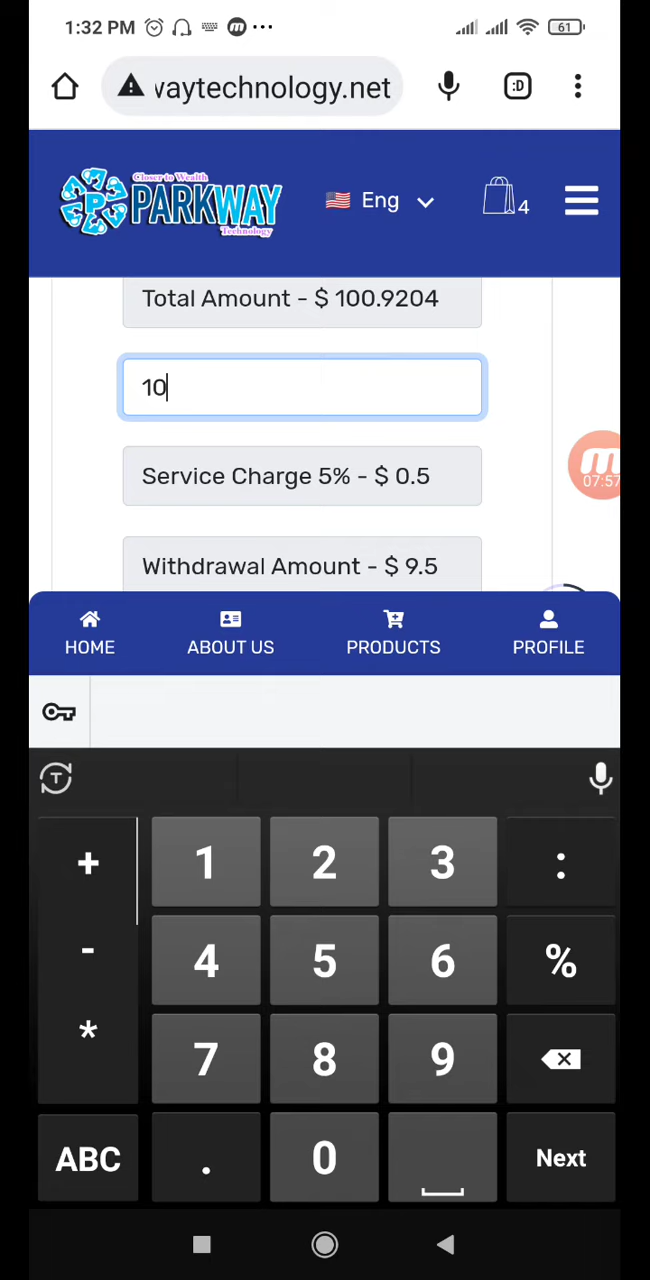 1:32 PM
61
waytechnology.net
:D
Closer to Wealth
PARKWAY
Technology
P
Eng
4
Total Amount - $ 100.9204
10
Service Charge 5% - $ 0.5
07:57
Withdrawal Amount - $ 9.5
HOME
ABOUT US
PRODUCTS
PROFILE
T
+ 1 2 3 :
- 4 5 6 %
* 7 8 9
ABC . 0 Next